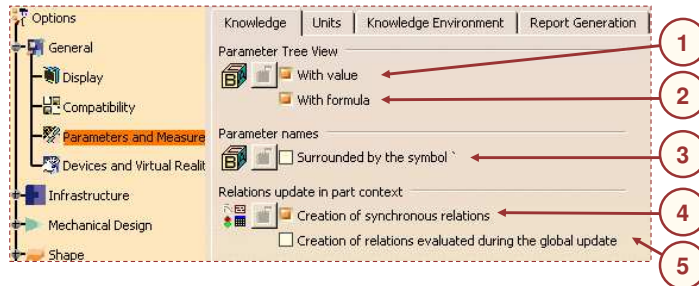 Options
General
Display
Compatibility
Parameters and Measure
Devices and Virtual Realit
Infrastructure
Mechanical Design
Shape
Knowledge Units Knowledge Environment Report Generation
Parameter Tree View
With value
With formula
Parameter names
Surrounded by the symbol `
Relations update in part context
Creation of synchronous relations
Creation of relations evaluated during the global update
1
2
3
4
5